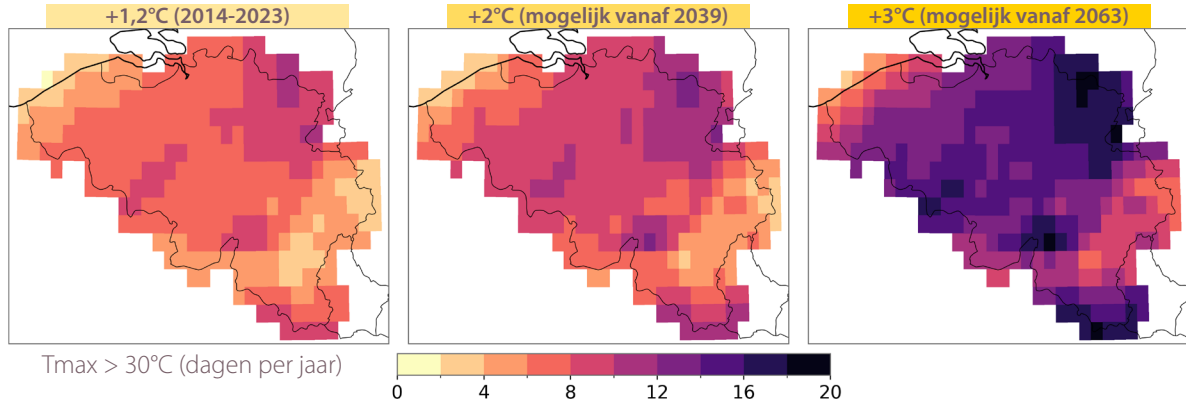 +1,2°C (2014-2023)
+2°C (mogelijk vanaf 2039)
+3°C (mogelijk vanaf 2063)
Tmax > 30°C (dagen per jaar)
0 4 8 12 16 20